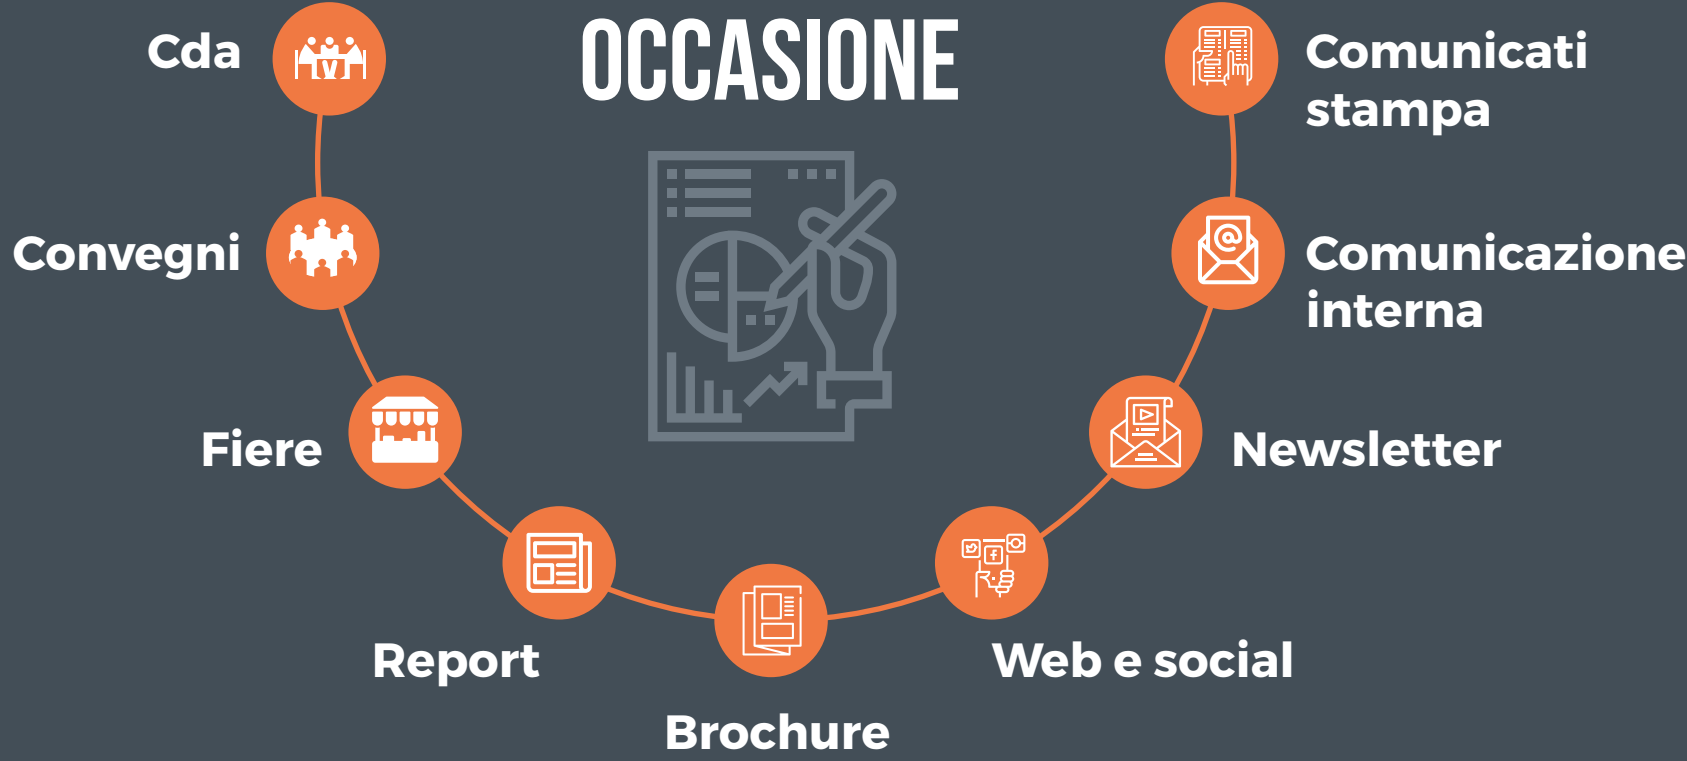 OCCASIONE
Cda
Convegni
Fiere
Report
Brochure
Web e social
Newsletter
Comunicazione
interna
Comunicati
stampa